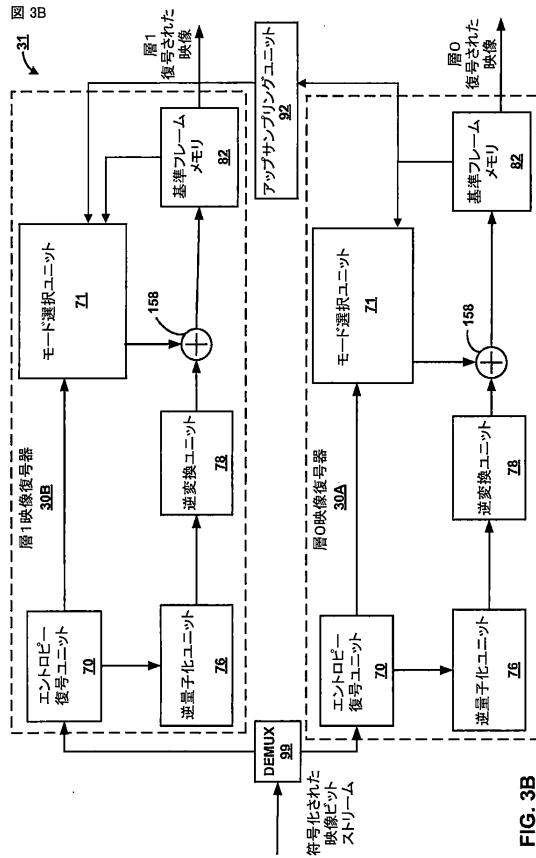 図 3B
31
層1
復号された
映像
層1映像復号器
30B
モード選択ユニット
71
基準フレーム
メモリ
82
158
逆変換ユニット
78
エントロピー
復号ユニット
70
逆量子化ユニット
76
アップサンプリングユニット
92
DEMUX
99
符号化された
映像ビット
ストリーム
層0
復号された
映像
層0映像復号器
30A
モード選択ユニット
71
基準フレーム
メモリ
82
158
逆変換ユニット
78
エントロピー
復号ユニット
70
逆量子化ユニット
76
FIG. 3B